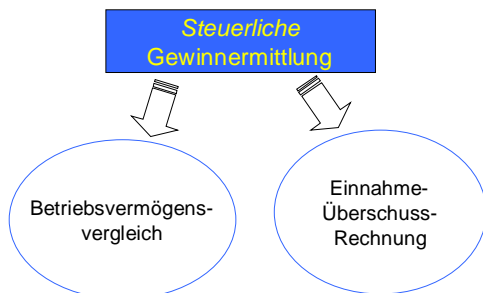 Steuerliche
Gewinnermittlung
Betriebsvermögens-
vergleich
Einnahme-
Überschuss-
Rechnung